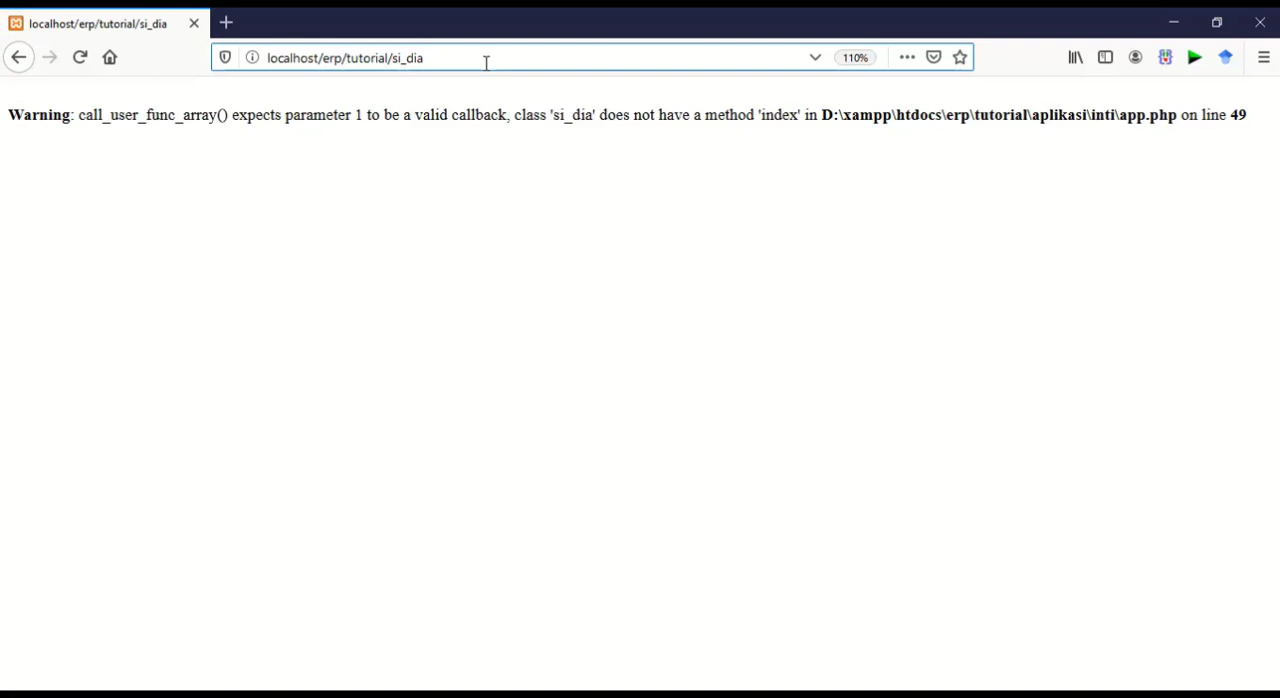 localhost/erp/tutorial/si_dia
localhost/erp/tutorial/si_dia 110%
Warning: call_user_func_array() expects parameter 1 to be a valid callback, class 'si_dia' does not have a method 'index' in D:\xampp\htdocs\erp\tutorial\aplikasi\inti\app.php on line 49